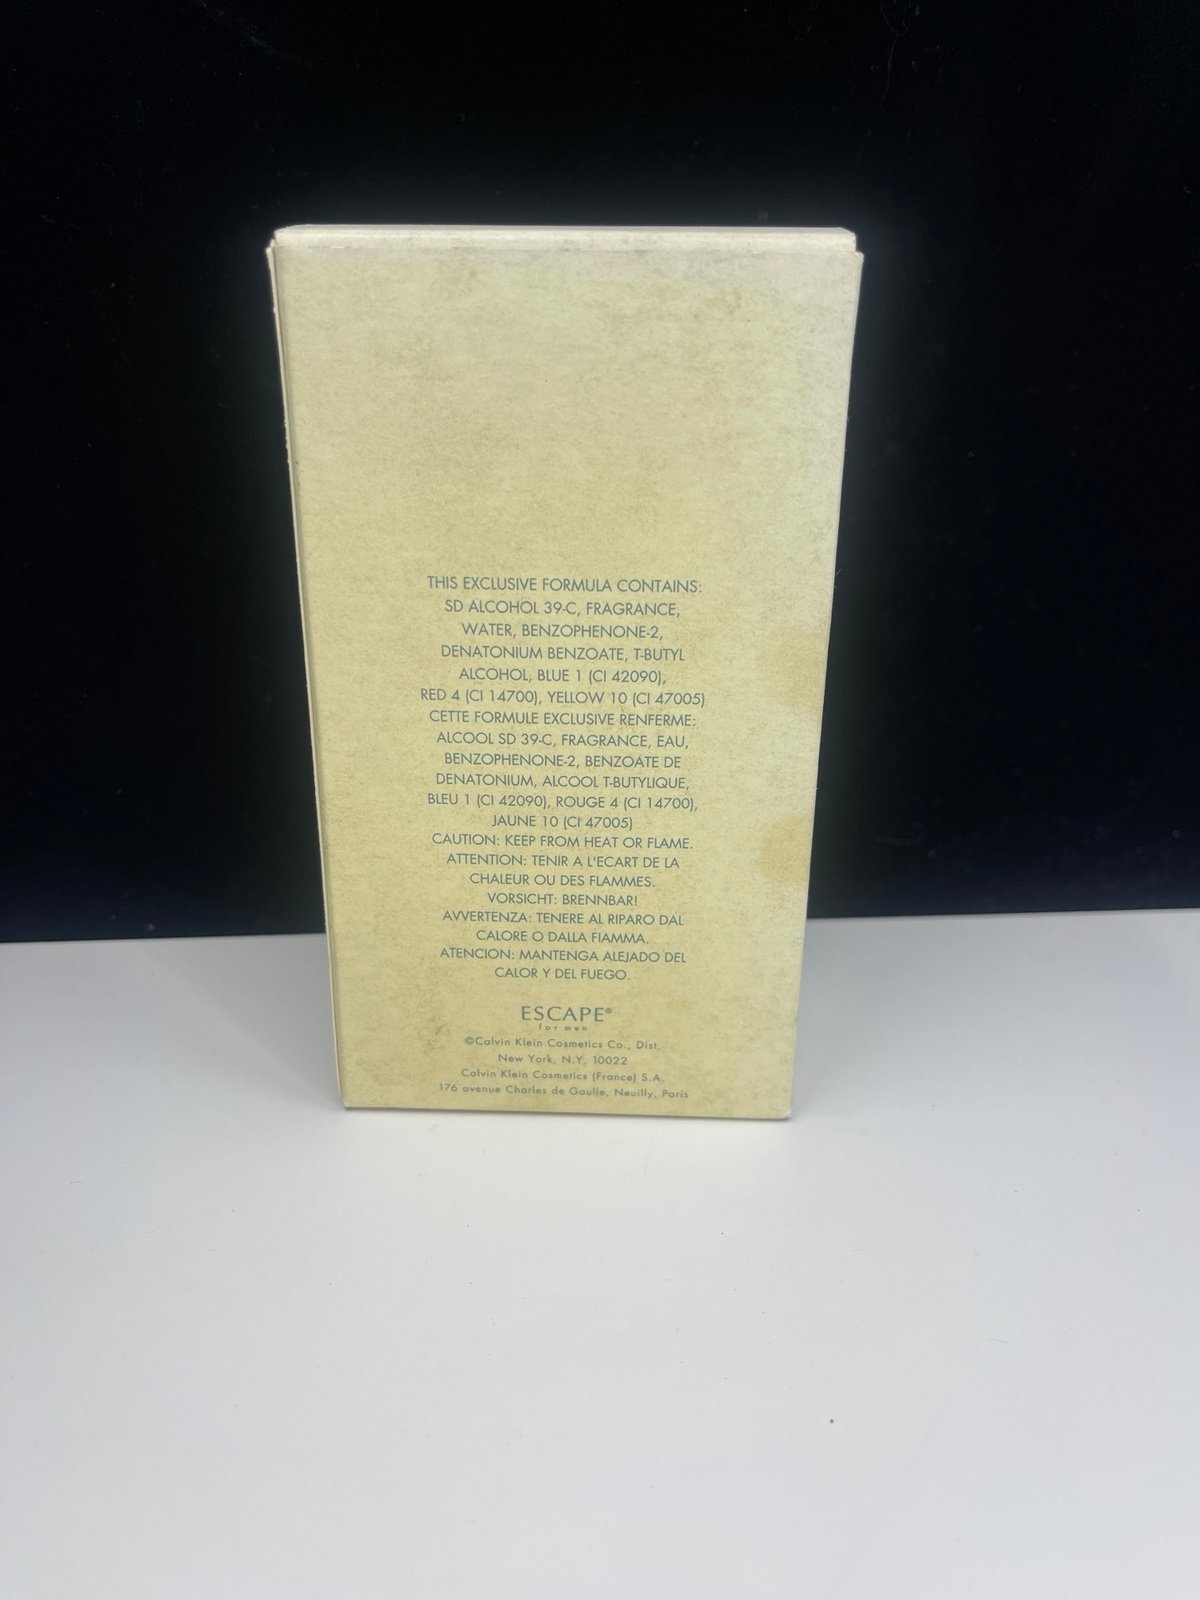 THIS EXCLUSIVE FORMULA CONTAINS:
SD ALCOHOL 39-C, FRAGRANCE,
WATER, BENZOPHENONE-2,
DENATONIUM BENZOATE, T-BUTYL
ALCOHOL, BLUE 1 (CI 42090),
RED 4 (CI 14700), YELLOW 10 (CI 47005)
CETTE FORMULE EXCLUSIVE RENFERME:
ALCOOL SD 39-C, FRAGRANCE, EAU,
BENZOPHENONE-2, BENZOATE DE
DENATONIUM, ALCOOL T-BUTYLIQUE,
BLEU 1 (CI 42090), ROUGE 4 (CI 14700),
JAUNE 10 (CI 47005)
CAUTION: KEEP FROM HEAT OR FLAME.
ATTENTION: TENIR A L'ECART DE LA
CHALEUR OU DES FLAMMES.
VORSICHT: BRENNBAR!
AVVERTENZA: TENERE AL RIPARO DAL
CALORE O DALLA FIAMMA.
ATENCION: MANTENGA ALEJADO DEL
CALOR Y DEL FUEGO.
ESCAPE®
for men
©Calvin Klein Cosmetics Co., Dist.
New York, N.Y. 10022
Calvin Klein Cosmetics (France) S.A.
176 avenue Charles de Gaulle, Neuilly, Paris